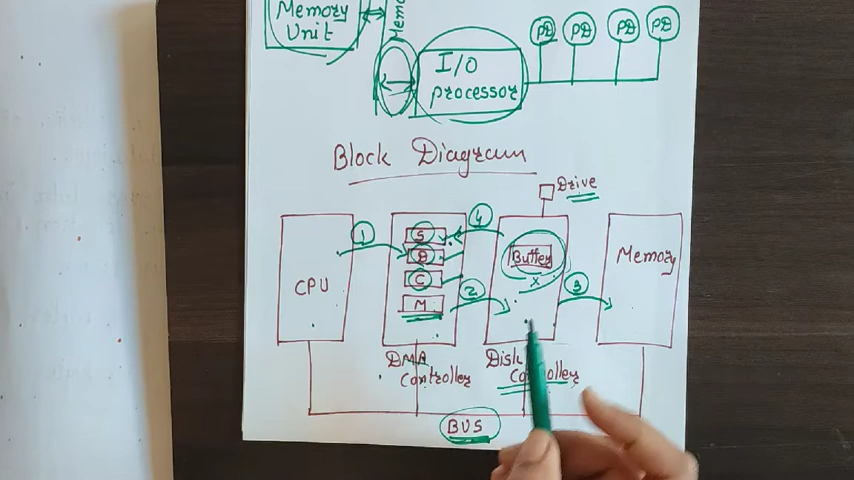 Memory
Unit
Memo
I/O
processor
PD PD PD PD
Block Diagram
Drive
1
4
S
B
C
M
2
3
Buffer
X
CPU
Memory
DMA
Controller
Disk
Controller
BUS